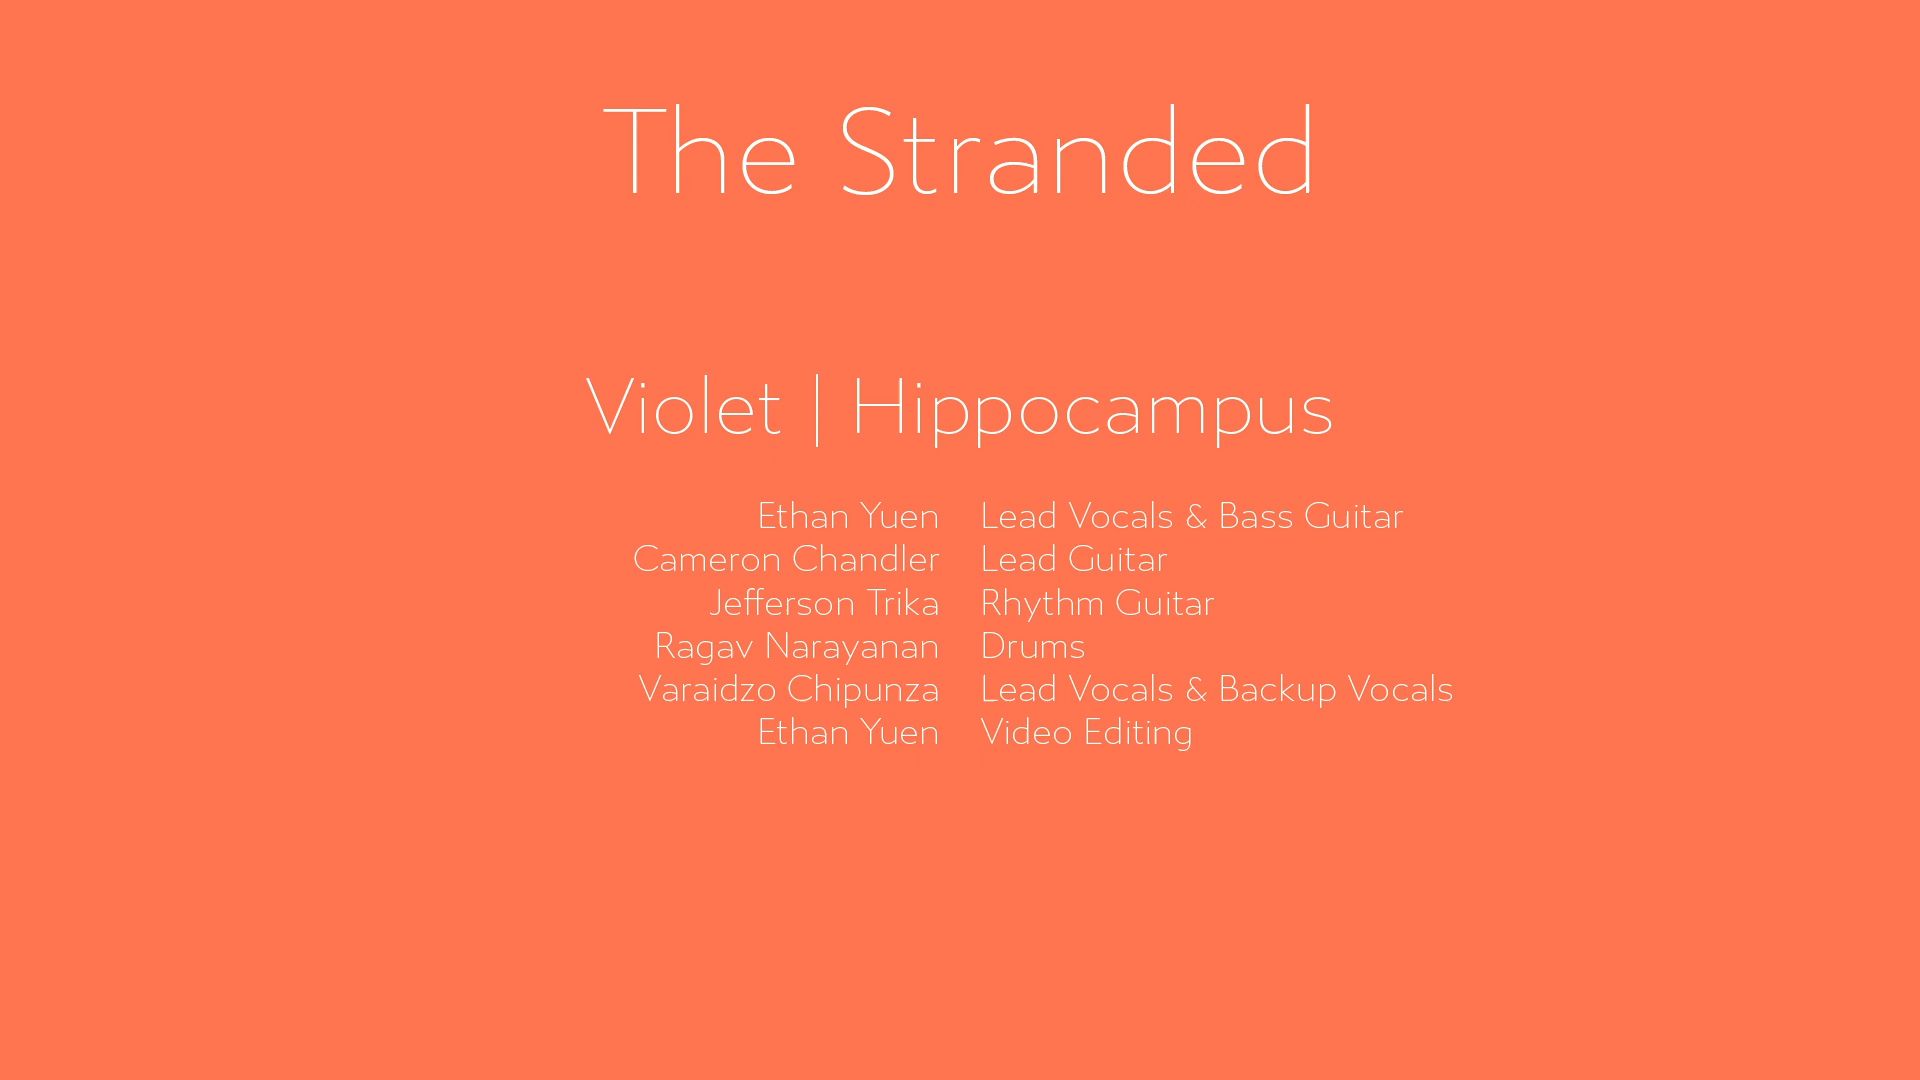 The Stranded
Violet | Hippocampus
Ethan Yuen Lead Vocals & Bass Guitar
Cameron Chandler Lead Guitar
Jefferson Trika Rhythm Guitar
Ragav Narayanan Drums
Varaidzo Chipunza Lead Vocals & Backup Vocals
Ethan Yuen Video Editing